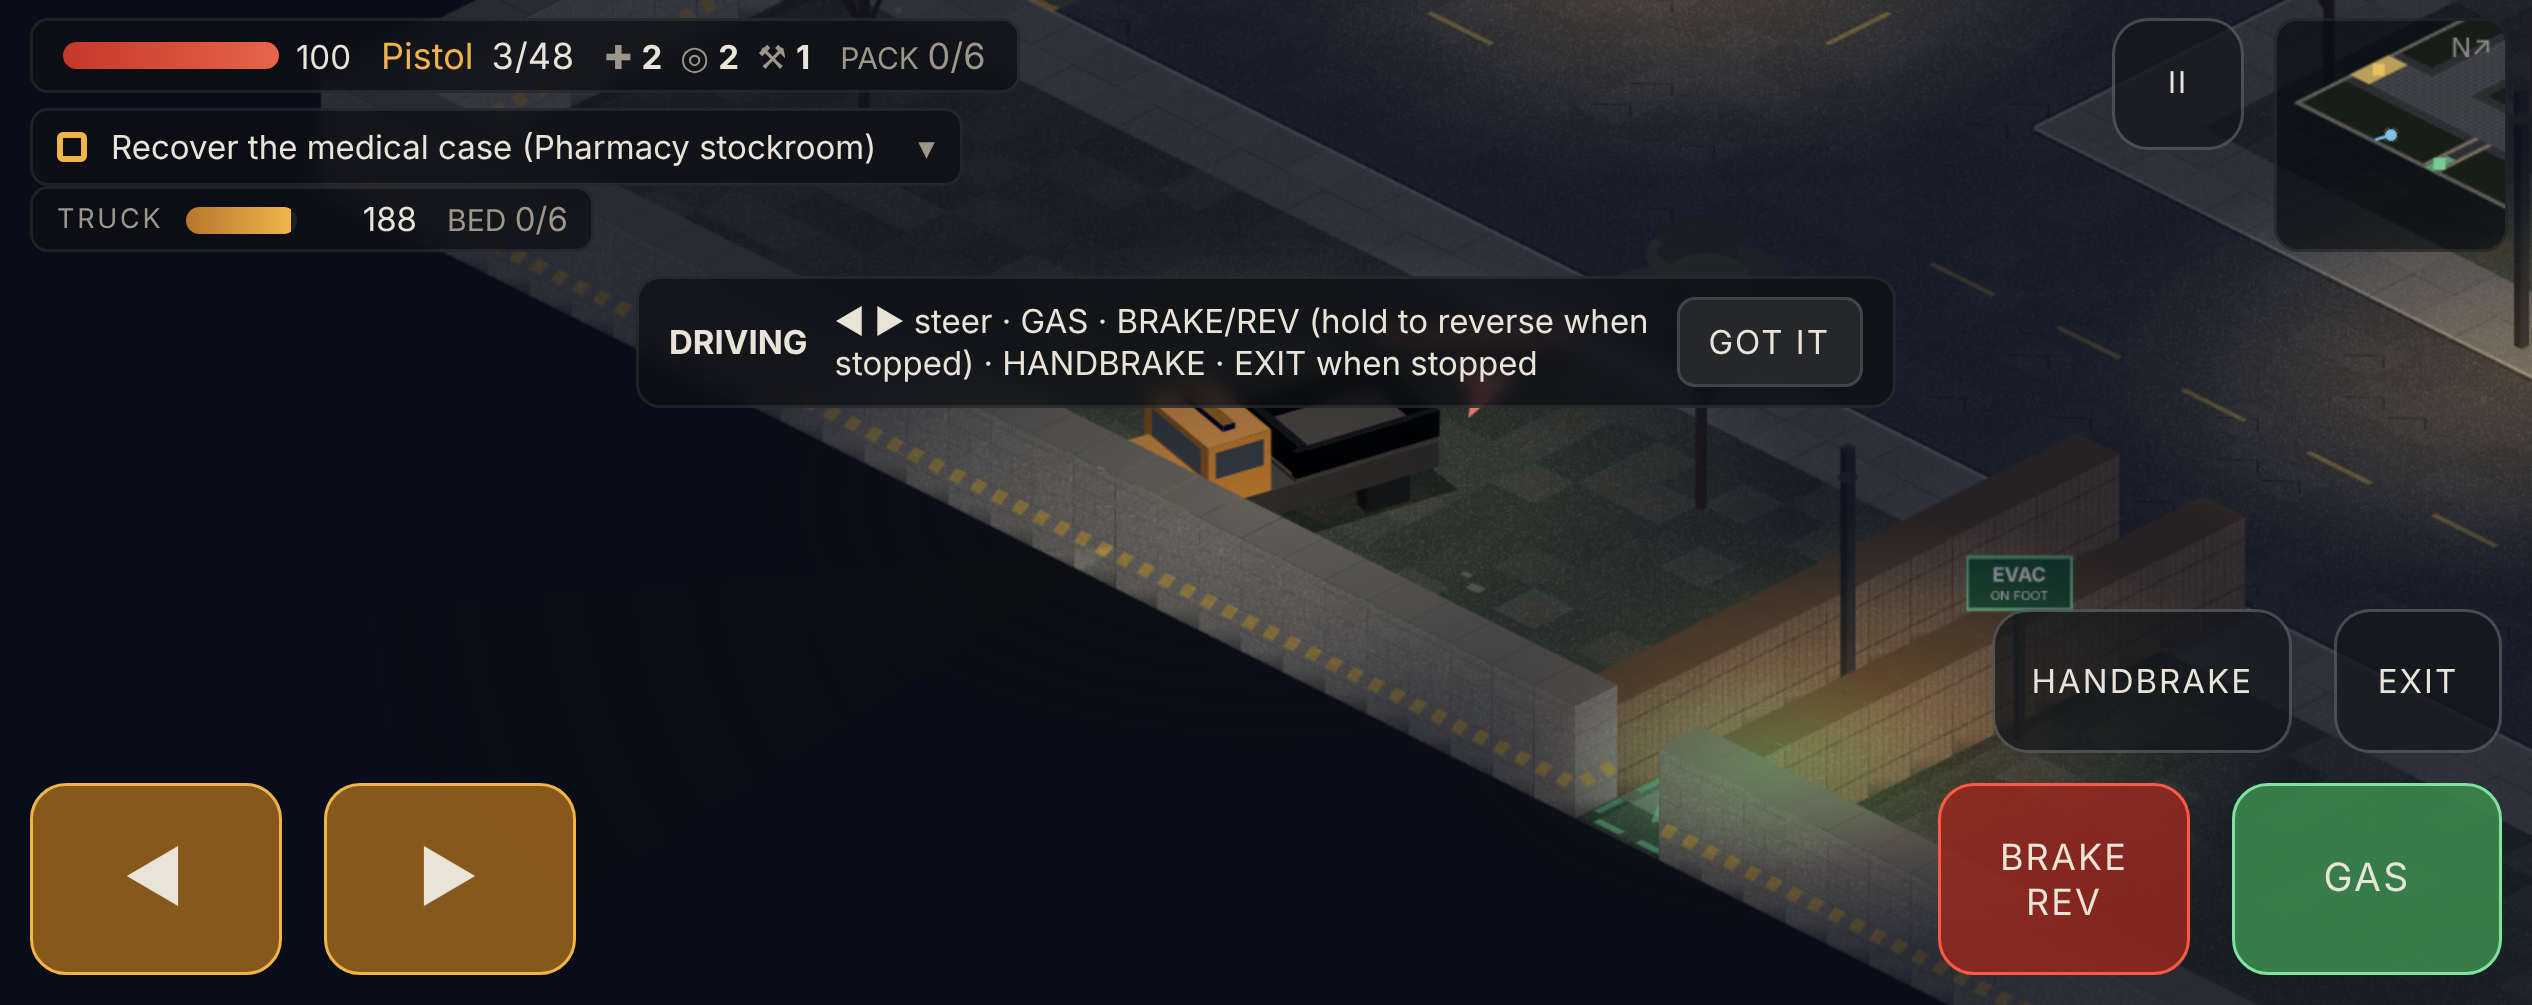 100 Pistol 3/48 ✚ 2 ◎ 2 ⚒ 1 PACK 0/6
Recover the medical case (Pharmacy stockroom) ▼
TRUCK 188 BED 0/6
II
N↗
DRIVING
◀ ▶ steer · GAS · BRAKE/REV (hold to reverse when
stopped) · HANDBRAKE · EXIT when stopped
GOT IT
EVAC
ON FOOT
HANDBRAKE
EXIT
◀
▶
BRAKE
REV
GAS